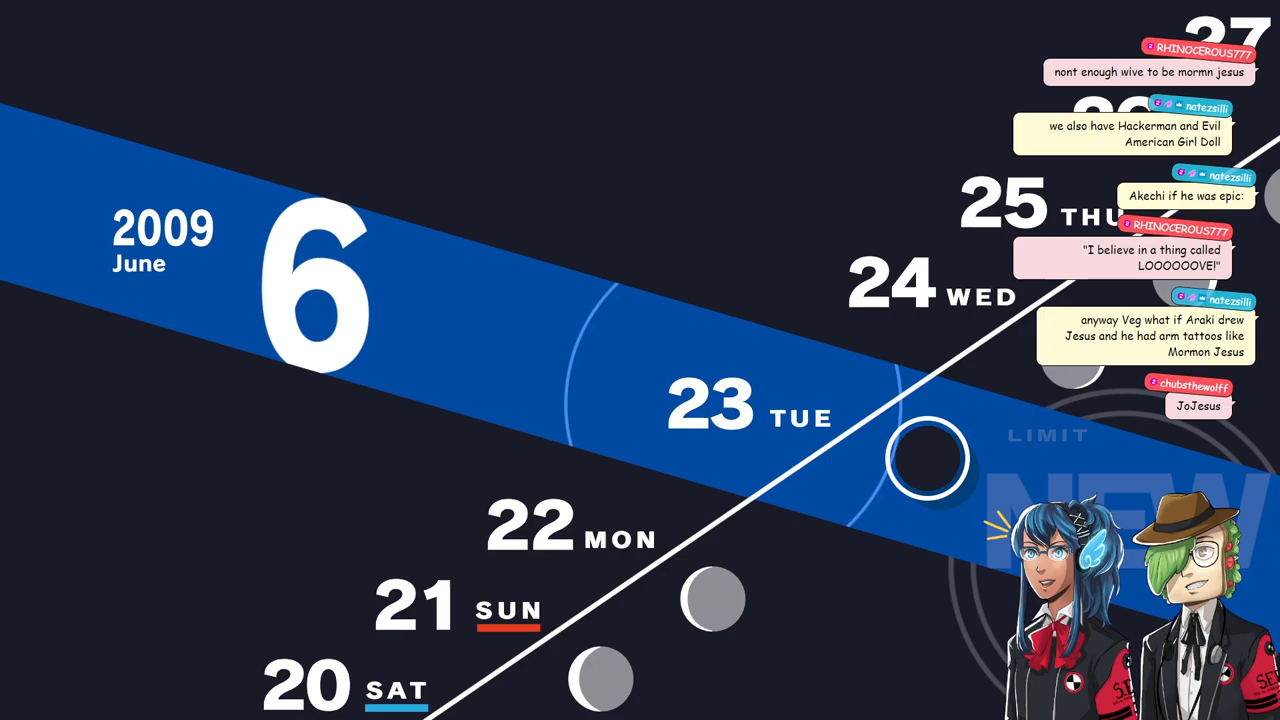 2009
June
6
20 SAT
21 SUN
22 MON
23 TUE
24 WED
25 THU
27
LIMIT
NEW
RHINOCEROUS777
nont enough wive to be mormn jesus
natezsilli
we also have Hackerman and Evil
American Girl Doll
natezsilli
Akechi if he was epic:
RHINOCEROUS777
"I believe in a thing called
LOOOOOOVE!"
natezsilli
anyway Veg what if Araki drew
Jesus and he had arm tattoos like
Mormon Jesus
chubsthewolff
JoJesus